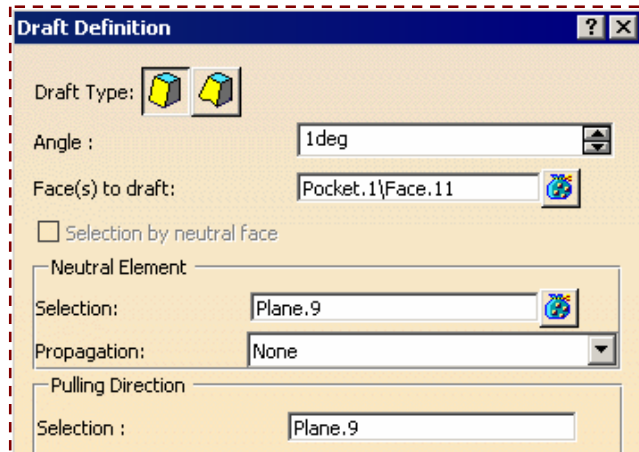 Draft Definition
Draft Type:
Angle : 1deg
Face(s) to draft: Pocket.1\Face.11
Selection by neutral face
Neutral Element
Selection: Plane.9
Propagation: None
Pulling Direction
Selection : Plane.9